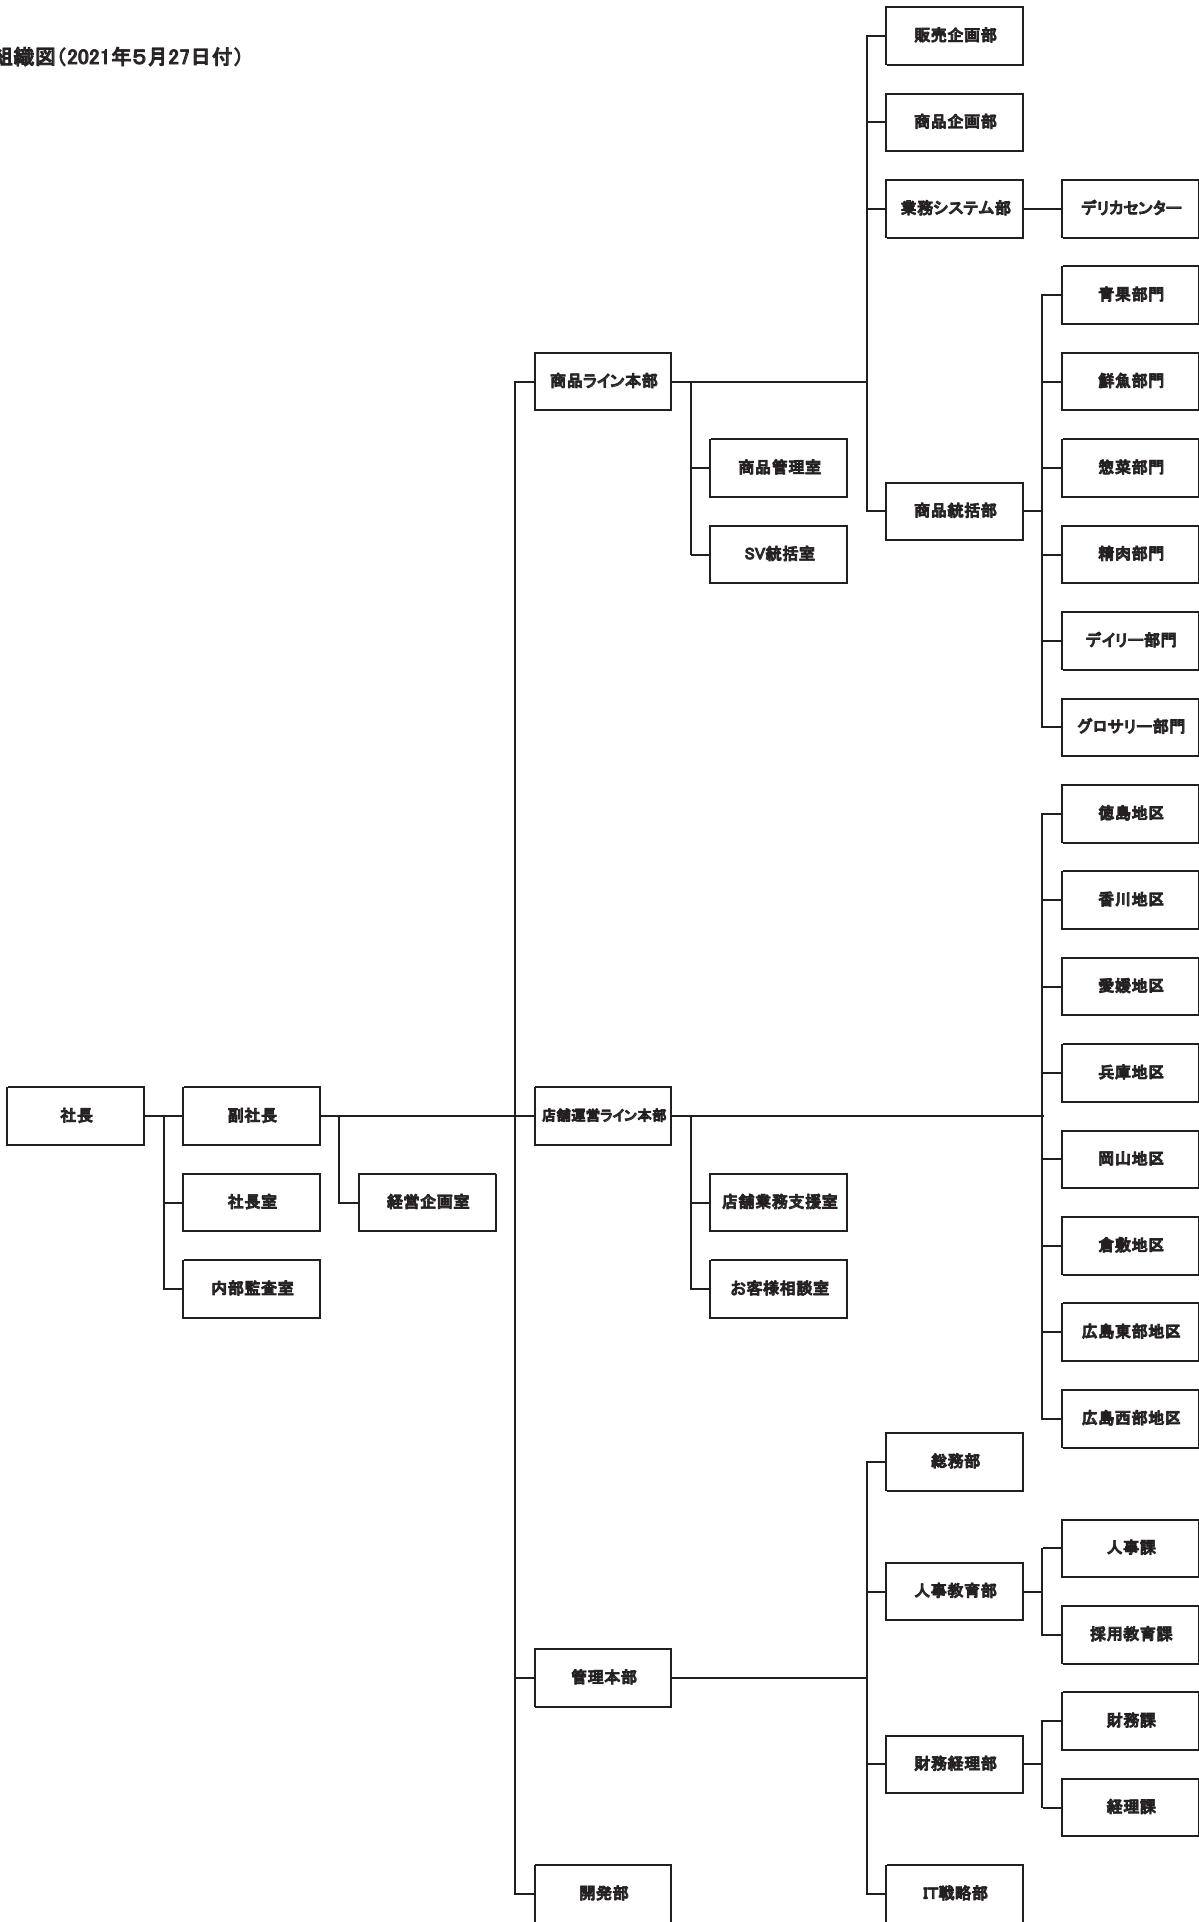 組織図（2021年5月27日付）
販売企画部
商品企画部
業務システム部
デリカセンター
青果部門
商品ライン本部
鮮魚部門
商品管理室
惣菜部門
商品統括部
SV統括室
精肉部門
デイリー部門
グロサリー部門
徳島地区
香川地区
愛媛地区
兵庫地区
社長
副社長
店舗運営ライン本部
岡山地区
社長室
経営企画室
店舗業務支援室
倉敷地区
内部監査室
お客様相談室
広島東部地区
広島西部地区
総務部
人事課
人事教育部
採用教育課
管理本部
財務課
財務経理部
経理課
開発部
IT戦略部